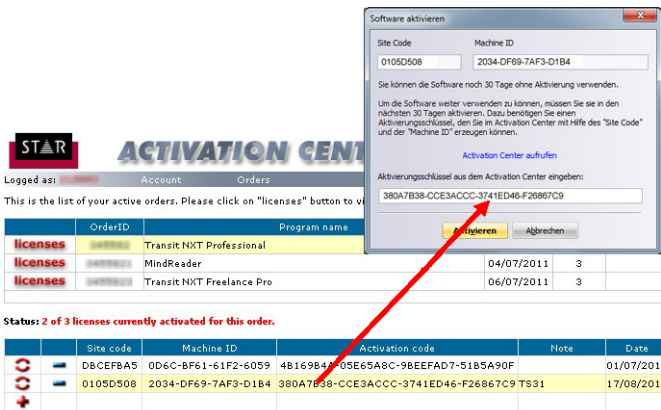 Software aktivieren
Site Code Machine ID
0105D508 2034-DF69-7AF3-D1B4
Sie können die Software noch 30 Tage ohne Aktivierung verwenden.
Um die Software weiter verwenden zu können, müssen Sie sie in den
nächsten 30 Tagen aktivieren. Dazu benötigen Sie einen
Aktivierungsschlüssel, den Sie im Activation Center mit Hilfe des "Site Code"
und der "Machine ID" erzeugen können.
Activation Center aufrufen
Aktivierungsschlüssel aus dem Activation Center eingeben:
380A7B38-CCE3ACCC-3741ED46-F26867C9
Aktivieren Abbrechen
STAR
ACTIVATION CENT
Logged as: Account Orders
This is the list of your active orders. Please click on "licenses" button to vi
OrderID Program name
licenses Transit NXT Professional
licenses MindReader 04/07/2011 3
licenses Transit NXT Freelance Pro 06/07/2011 3
Status: 2 of 3 licenses currently activated for this order.
Site code Machine ID Activation code Note Date
DBCEFBA5 0D6C-BF61-61F2-6059 4B169B4A-05E65A8C-9BEEFAD7-51B5A90F 01/07/201
0105D508 2034-DF69-7AF3-D1B4 380A7B38-CCE3ACCC-3741ED46-F26867C9 TS31 17/08/201